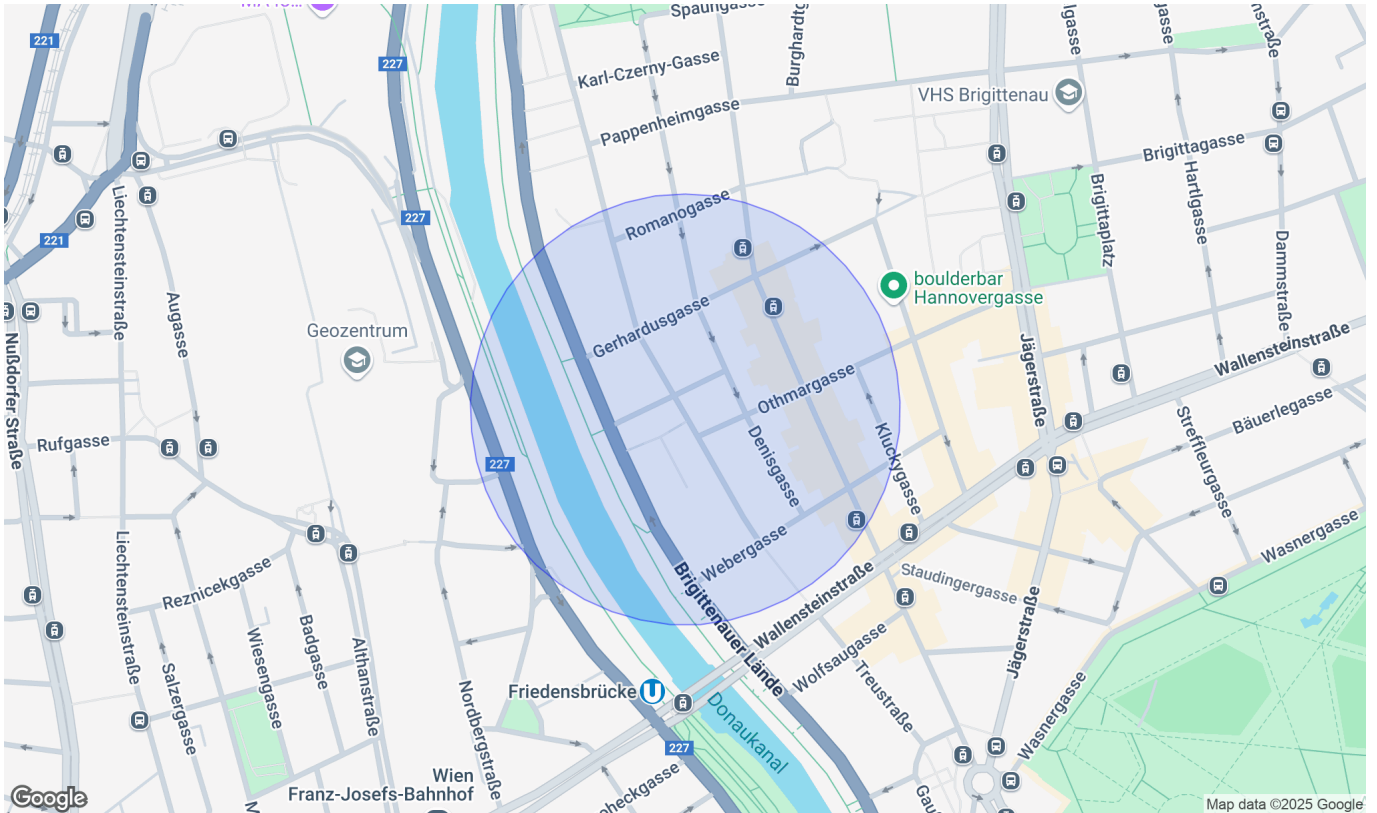 221
227
Spaungasse
Karl-Czerny-Gasse
Burghardtg
Pappenheimgasse
VHS Brigittenau
Brigittagasse
Brigittaplatz
Hartlgasse
Dammstraße
Liechtensteinstraße
221
227
Romanogasse
Augasse
Geozentrum
Gerhardusgasse
boulderbar
Hannovergasse
Jägerstraße
Wallensteinstraße
Nußdorfer Straße
Othmargasse
Rufgasse
Denisgasse
Kluckygasse
Streffleurgasse
Bäuerlegasse
227
Webergasse
Wasnergasse
Liechtensteinstraße
Reznicekgasse
Badgasse
Wiesengasse
Althanstraße
Salzergasse
Brigittenauer Lände
Wallensteinstraße
Staudingergasse
Jägerstraße
Wolfsaugasse
Treustraße
Wasnergasse
Friedensbrücke
Nordbergstraße
Donaukanal
227
Wien
Franz-Josefs-Bahnhof
oheckgasse
Gau
Google
Map data ©2025 Google